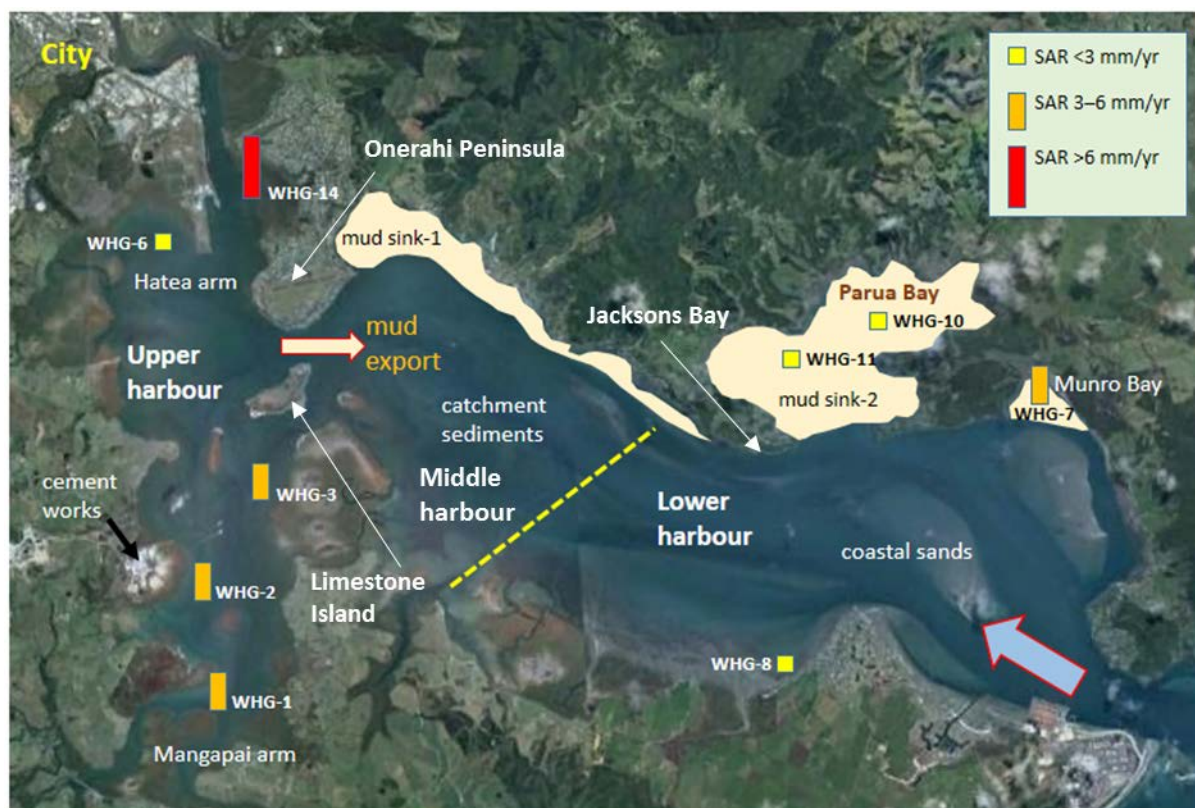 City
SAR <3 mm/yr
SAR 3–6 mm/yr
SAR >6 mm/yr
Onerahi Peninsula
WHG-14
mud sink-1
WHG-6
Hatea arm
Parua Bay
Jacksons Bay
WHG-10
mud
export
Upper
harbour
WHG-11
Munro Bay
mud sink-2
WHG-7
catchment
sediments
cement
works
WHG-3
Middle
harbour
Lower
harbour
coastal sands
WHG-2
Limestone
Island
WHG-8
WHG-1
Mangapai arm